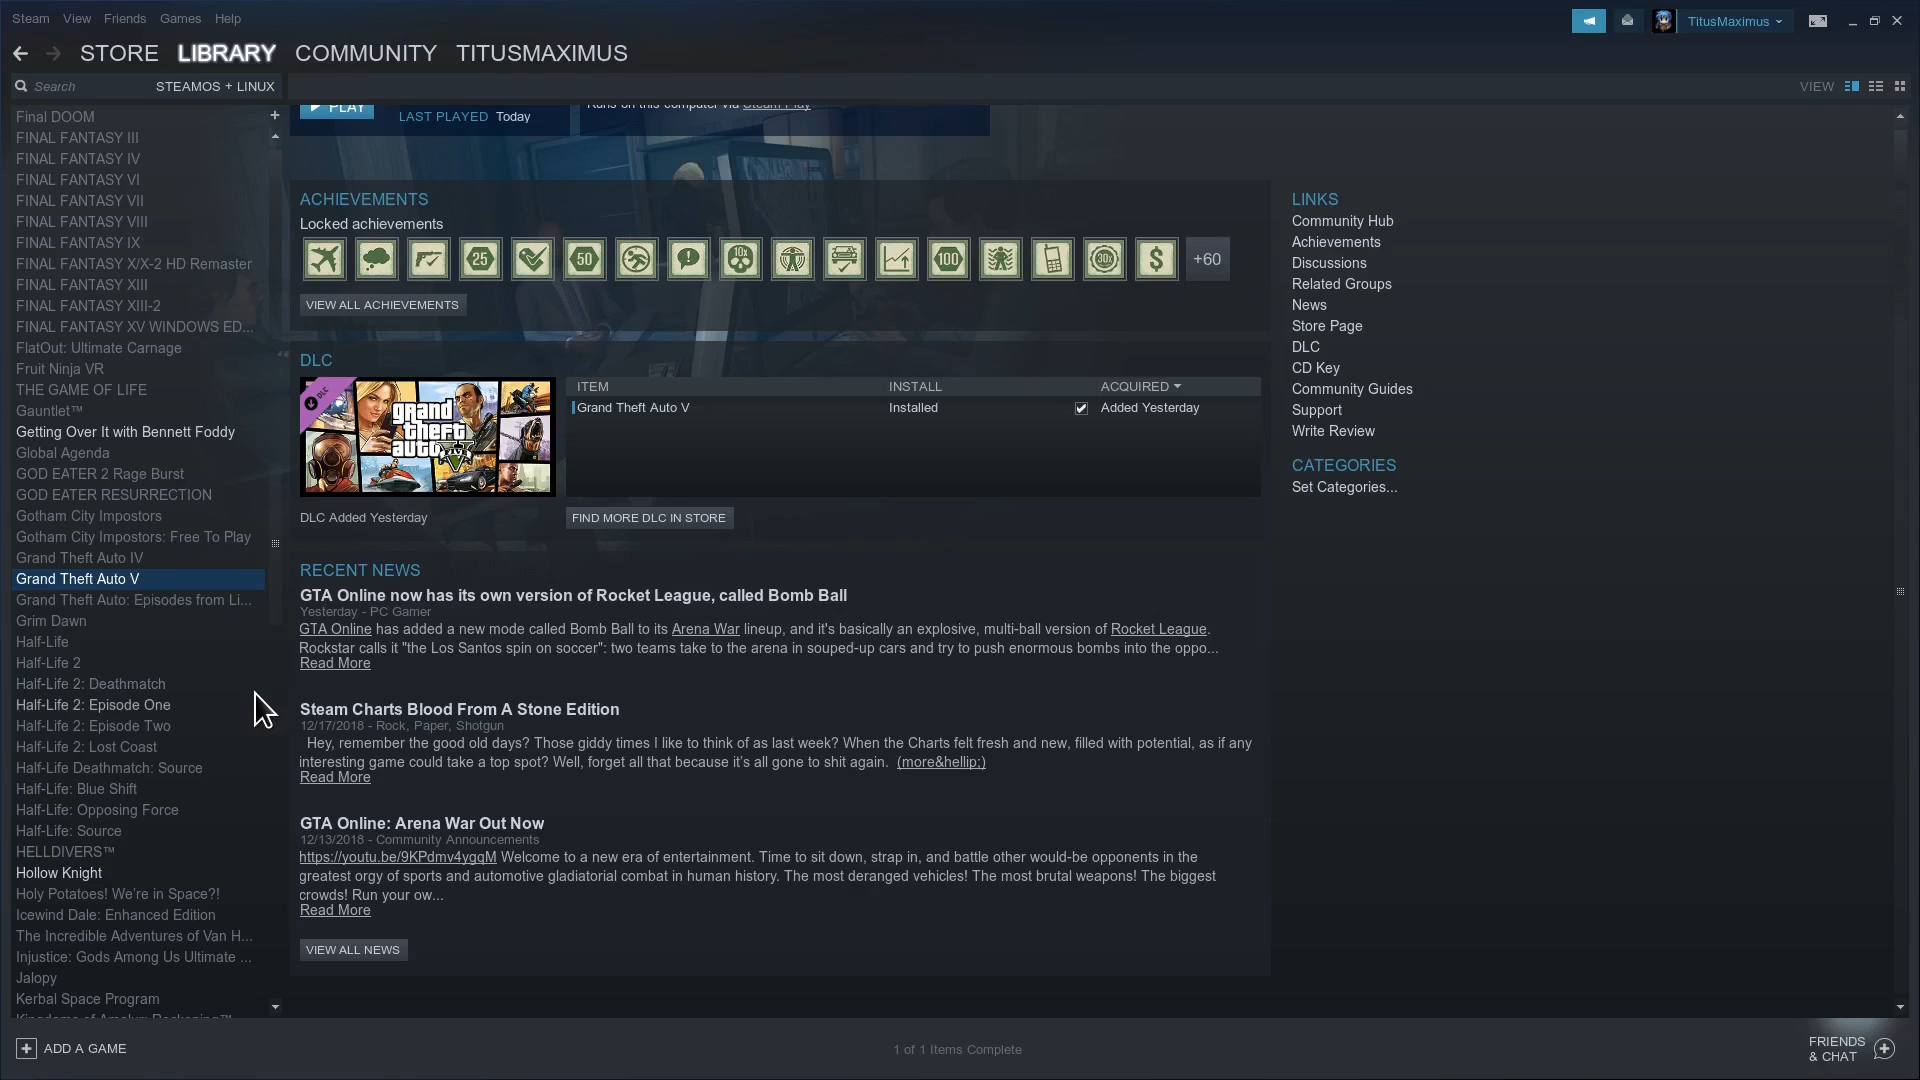 Steam View Friends Games Help
TitusMaximus
STORE LIBRARY COMMUNITY TITUSMAXIMUS
Search STEAMOS + LINUX
VIEW
Final DOOM
FINAL FANTASY III
FINAL FANTASY IV
FINAL FANTASY VI
FINAL FANTASY VII
FINAL FANTASY VIII
FINAL FANTASY IX
FINAL FANTASY X/X-2 HD Remaster
FINAL FANTASY XIII
FINAL FANTASY XIII-2
FINAL FANTASY XV WINDOWS ED...
FlatOut: Ultimate Carnage
Fruit Ninja VR
THE GAME OF LIFE
Gauntlet™
Getting Over It with Bennett Foddy
Global Agenda
GOD EATER 2 Rage Burst
GOD EATER RESURRECTION
Gotham City Impostors
Gotham City Impostors: Free To Play
Grand Theft Auto IV
Grand Theft Auto V
Grand Theft Auto: Episodes from Li...
Grim Dawn
Half-Life
Half-Life 2
Half-Life 2: Deathmatch
Half-Life 2: Episode One
Half-Life 2: Episode Two
Half-Life 2: Lost Coast
Half-Life Deathmatch: Source
Half-Life: Blue Shift
Half-Life: Opposing Force
Half-Life: Source
HELLDIVERS™
Hollow Knight
Holy Potatoes! We're in Space?!
Icewind Dale: Enhanced Edition
The Incredible Adventures of Van H...
Injustice: Gods Among Us Ultimate ...
Jalopy
Kerbal Space Program
Kingdoms of Amalur: Reckoning™
PLAY
LAST PLAYED Today
Runs on this computer via Steam Play
ACHIEVEMENTS
Locked achievements
25 50 10x 100 30x $ +60
VIEW ALL ACHIEVEMENTS
DLC
DLC
grand
theft
auto
FIVE
ITEM INSTALL ACQUIRED
Grand Theft Auto V Installed Added Yesterday
DLC Added Yesterday
FIND MORE DLC IN STORE
RECENT NEWS
GTA Online now has its own version of Rocket League, called Bomb Ball
Yesterday - PC Gamer
GTA Online has added a new mode called Bomb Ball to its Arena War lineup, and it's basically an explosive, multi-ball version of Rocket League.
Rockstar calls it "the Los Santos spin on soccer": two teams take to the arena in souped-up cars and try to push enormous bombs into the oppo...
Read More
Steam Charts Blood From A Stone Edition
12/17/2018 - Rock, Paper, Shotgun
Hey, remember the good old days? Those giddy times I like to think of as last week? When the Charts felt fresh and new, filled with potential, as if any
interesting game could take a top spot? Well, forget all that because it's all gone to shit again. (more&hellip;)
Read More
GTA Online: Arena War Out Now
12/13/2018 - Community Announcements
https://youtu.be/9KPdmv4ygqM Welcome to a new era of entertainment. Time to sit down, strap in, and battle other would-be opponents in the
greatest orgy of sports and automotive gladiatorial combat in human history. The most deranged vehicles! The most brutal weapons! The biggest
crowds! Run your ow...
Read More
VIEW ALL NEWS
LINKS
Community Hub
Achievements
Discussions
Related Groups
News
Store Page
DLC
CD Key
Community Guides
Support
Write Review
CATEGORIES
Set Categories...
ADD A GAME
1 of 1 Items Complete
FRIENDS
& CHAT